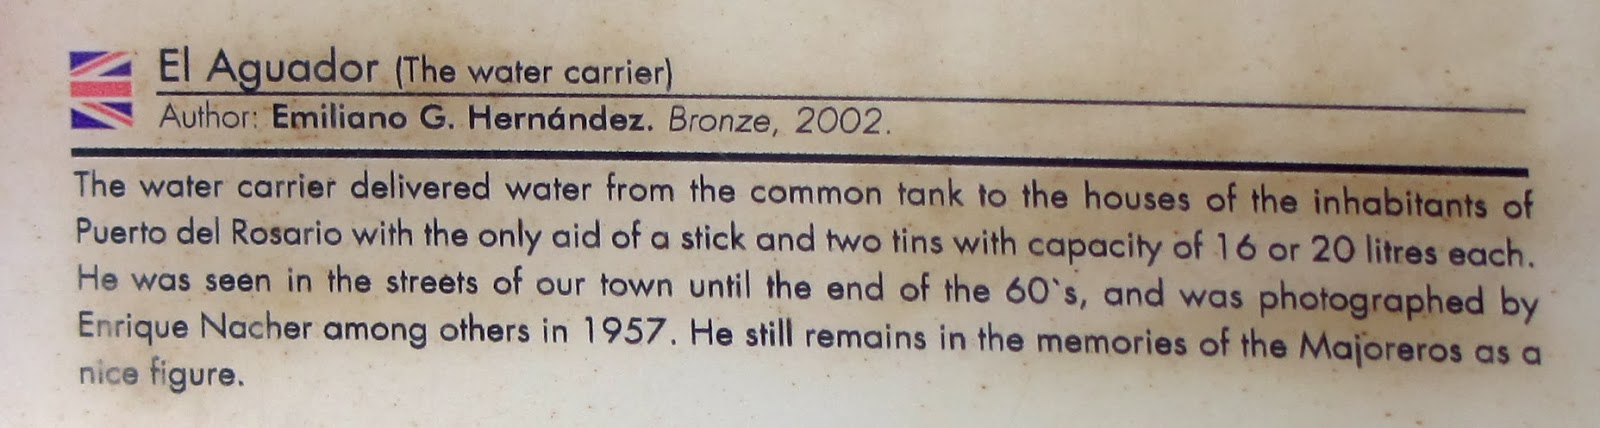 El Aguador (The water carrier)
Author: Emiliano G. Hernández. Bronze, 2002.
The water carrier delivered water from the common tank to the houses of the inhabitants of
Puerto del Rosario with the only aid of a stick and two tins with capacity of 16 or 20 litres each.
He was seen in the streets of our town until the end of the 60`s, and was photographed by
Enrique Nacher among others in 1957. He still remains in the memories of the Majoreros as a
nice figure.